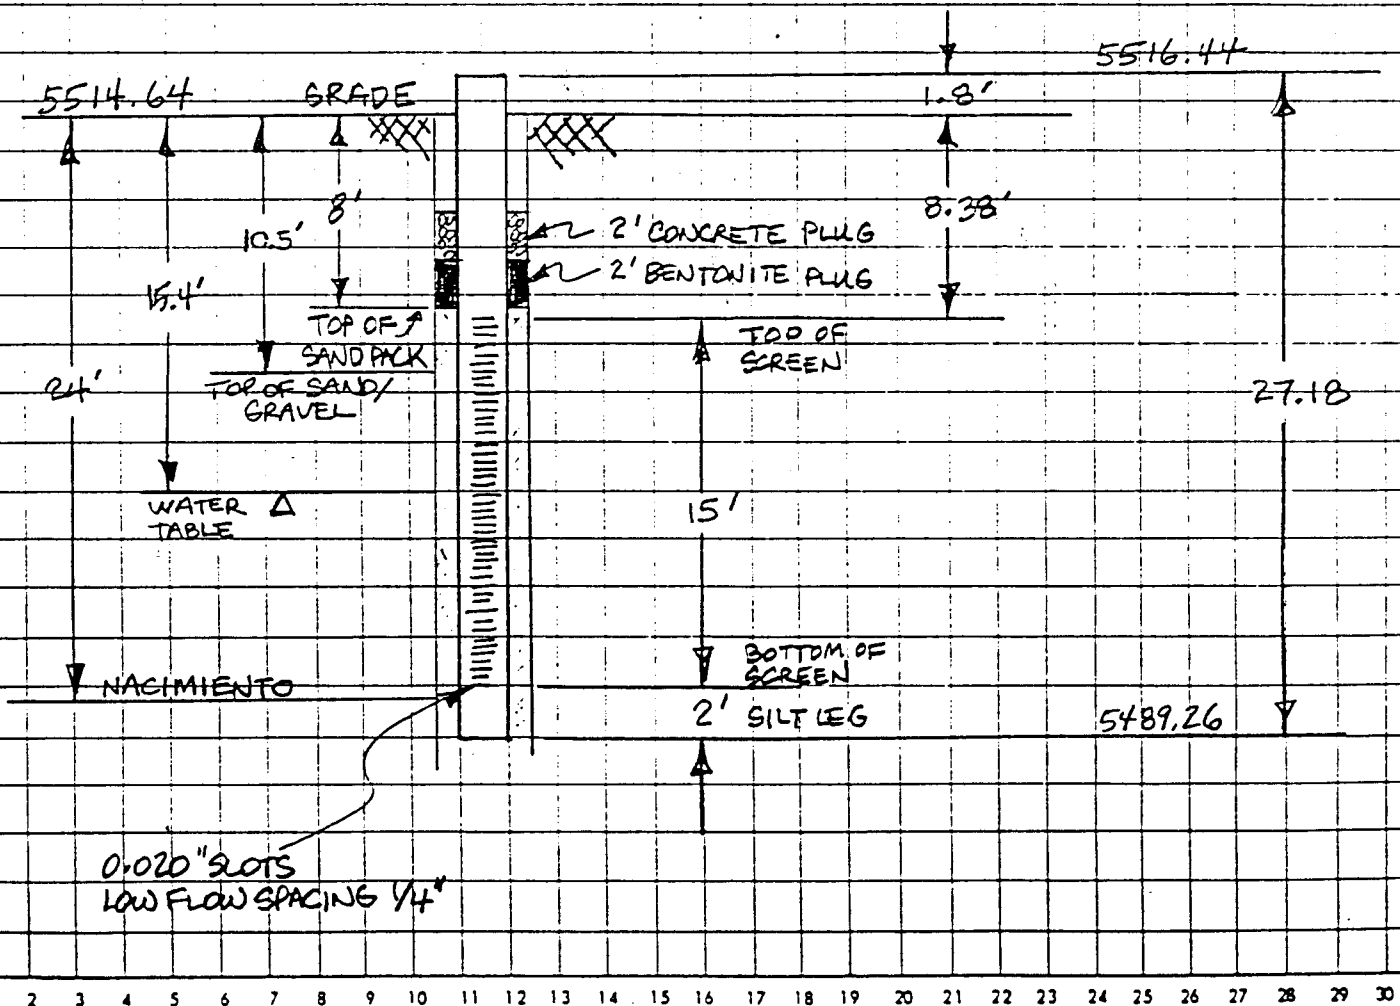 5516.44
5514.64 GRADE
1.8'
8'
8.38'
10.5'
2' CONCRETE PLUG
2' BENTONITE PLUG
15.4'
TOP OF
SAND PACK
TOP OF
SCREEN
24'
TOP OF SAND/
GRAVEL
27.18
WATER
TABLE
15'
BOTTOM OF
SCREEN
NACIMIENTO
2' SILT LEG
5489.26
0.020" SLOTS
LOW FLOW SPACING 1/4"
2 3 4 5 6 7 8 9 10 11 12 13 14 15 16 17 18 19 20 21 22 23 24 25 26 27 28 29 30